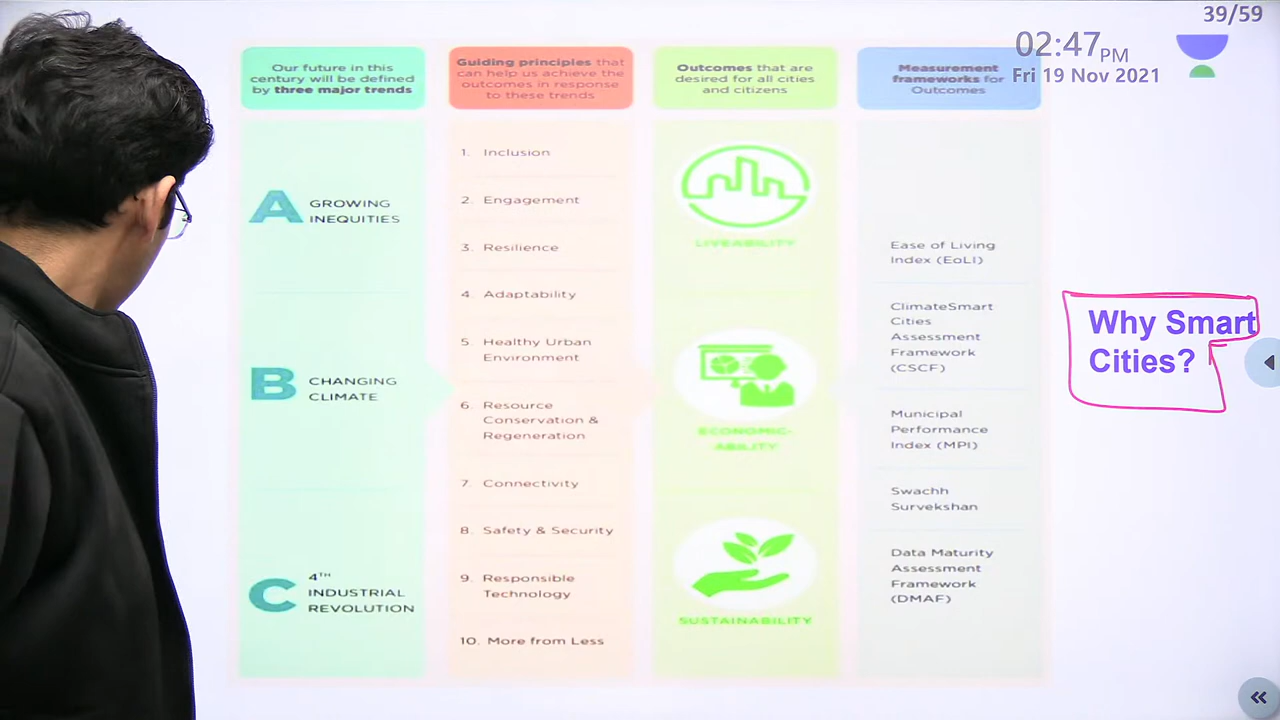 39/59
02:47 PM
Fri 19 Nov 2021
Our future in this
century will be defined
by three major trends
Guiding principles that
can help us achieve the
outcomes in response
to these trends
Outcomes that are
desired for all cities
and citizens
Measurement
frameworks for
Outcomes
A GROWING
INEQUITIES
B CHANGING
CLIMATE
C 4TH
INDUSTRIAL
REVOLUTION
1. Inclusion
2. Engagement
3. Resilience
4. Adaptability
5. Healthy Urban
Environment
6. Resource
Conservation &
Regeneration
7. Connectivity
8. Safety & Security
9. Responsible
Technology
10. More from Less
LIVEABILITY
ECONOMIC-
ABILITY
SUSTAINABILITY
Ease of Living
Index (EoLI)
ClimateSmart
Cities
Assessment
Framework
(CSCF)
Municipal
Performance
Index (MPI)
Swachh
Survekshan
Data Maturity
Assessment
Framework
(DMAF)
Why Smart
Cities?